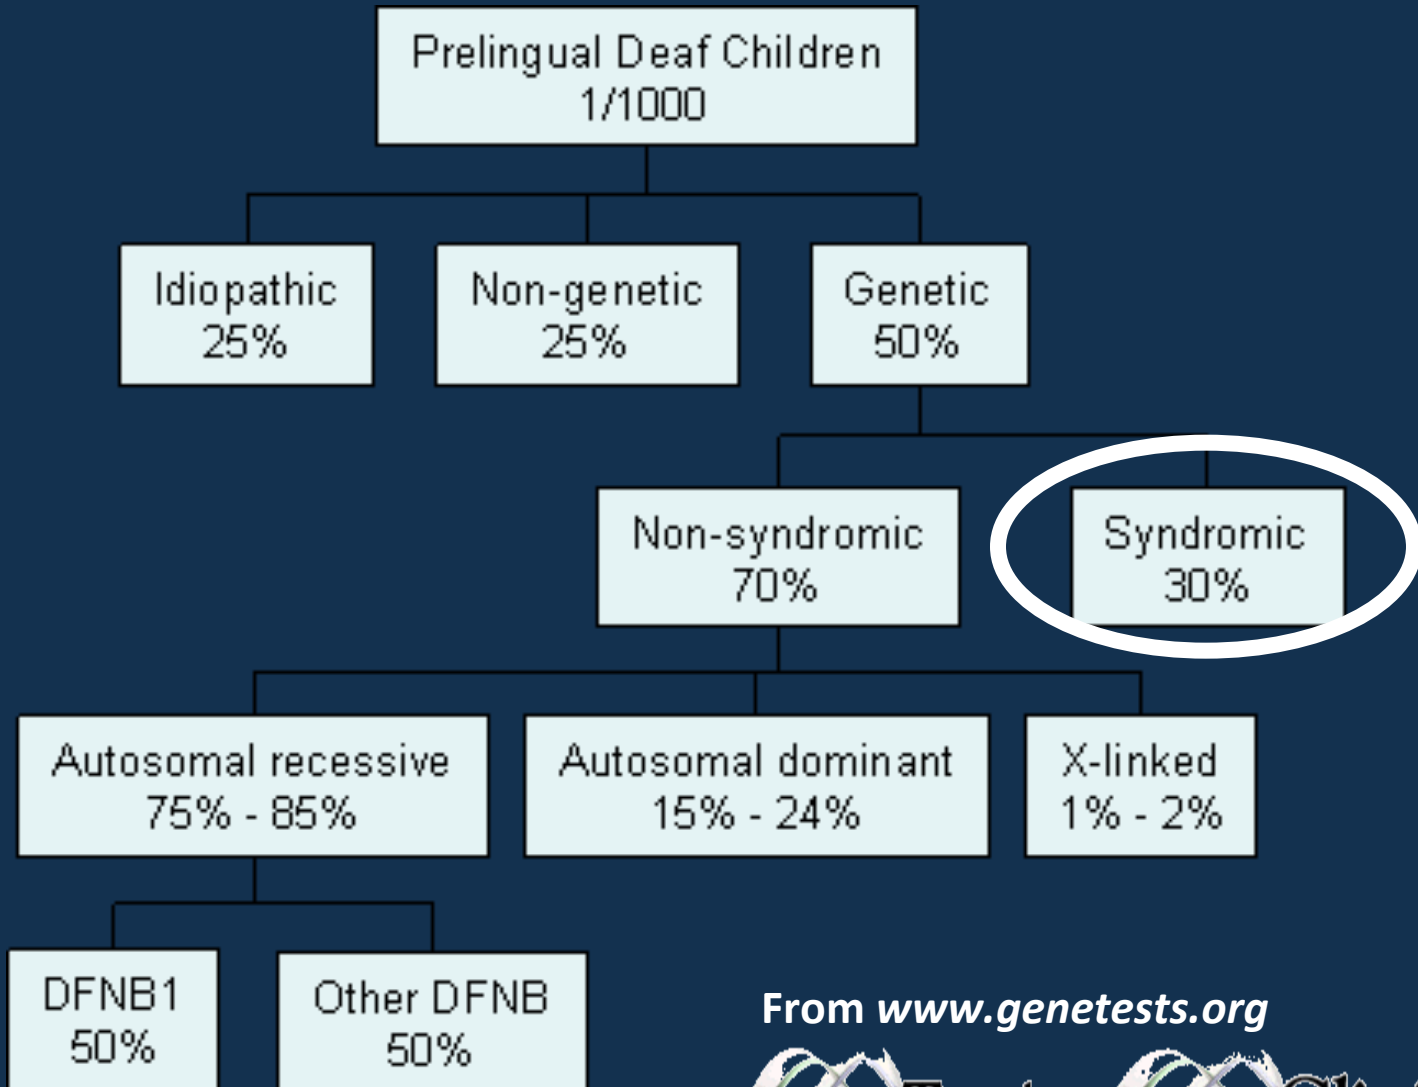 Prelingual Deaf Children
1/1000
Idiopathic
25%
Non-genetic
25%
Genetic
50%
Non-syndromic
70%
Syndromic
30%
Autosomal recessive
75% - 85%
Autosomal dominant
15% - 24%
X-linked
1% - 2%
DFNB1
50%
Other DFNB
50%
From www.genetests.org